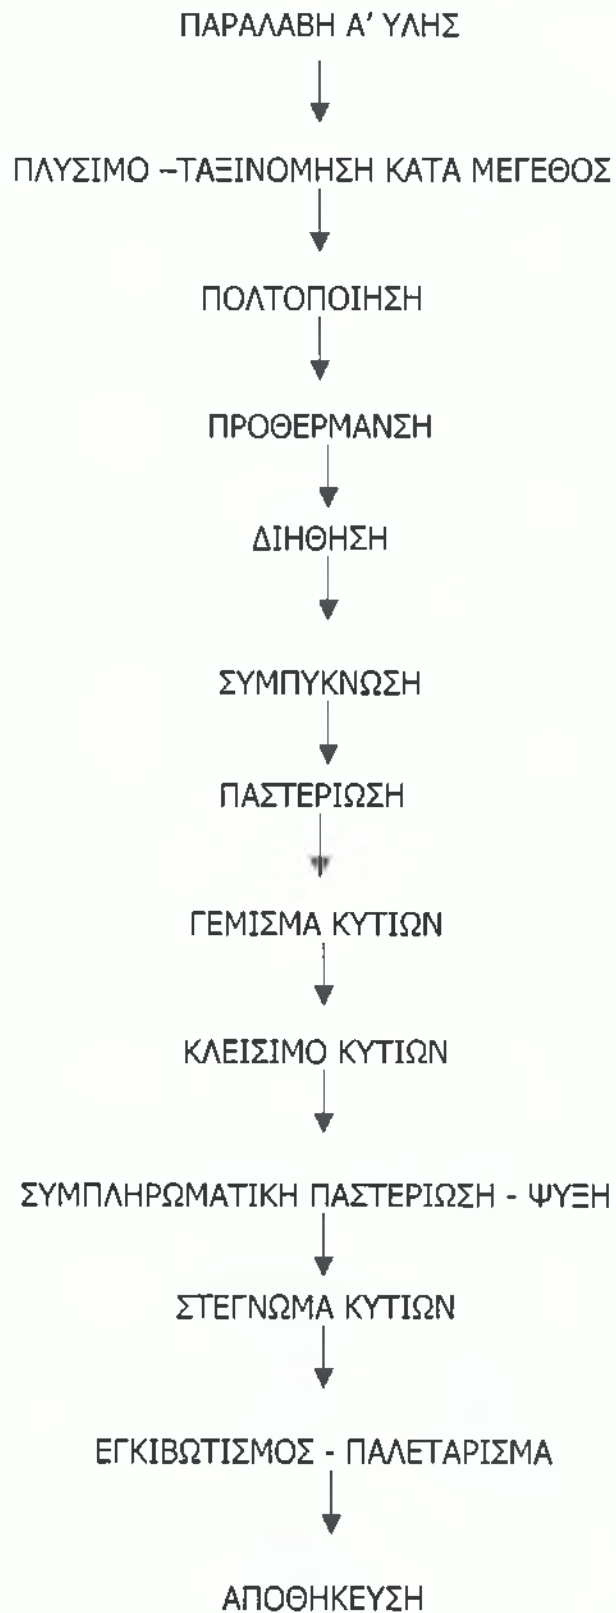 ΠΑΡΑΛΑΒΗ Α' ΥΛΗΣ
ΠΛΥΣΙΜΟ –ΤΑΞΙΝΟΜΗΣΗ ΚΑΤΑ ΜΕΓΕΘΟΣ
ΠΟΛΤΟΠΟΙΗΣΗ
ΠΡΟΘΕΡΜΑΝΣΗ
ΔΙΗΘΗΣΗ
ΣΥΜΠΥΚΝΩΣΗ
ΠΑΣΤΕΡΙΩΣΗ
ΓΕΜΙΣΜΑ ΚΥΤΙΩΝ
ΚΛΕΙΣΙΜΟ ΚΥΤΙΩΝ
ΣΥΜΠΛΗΡΩΜΑΤΙΚΗ ΠΑΣΤΕΡΙΩΣΗ - ΨΥΞΗ
ΣΤΕΓΝΩΜΑ ΚΥΤΙΩΝ
ΕΓΚΙΒΩΤΙΣΜΟΣ - ΠΑΛΕΤΑΡΙΣΜΑ
ΑΠΟΘΗΚΕΥΣΗ